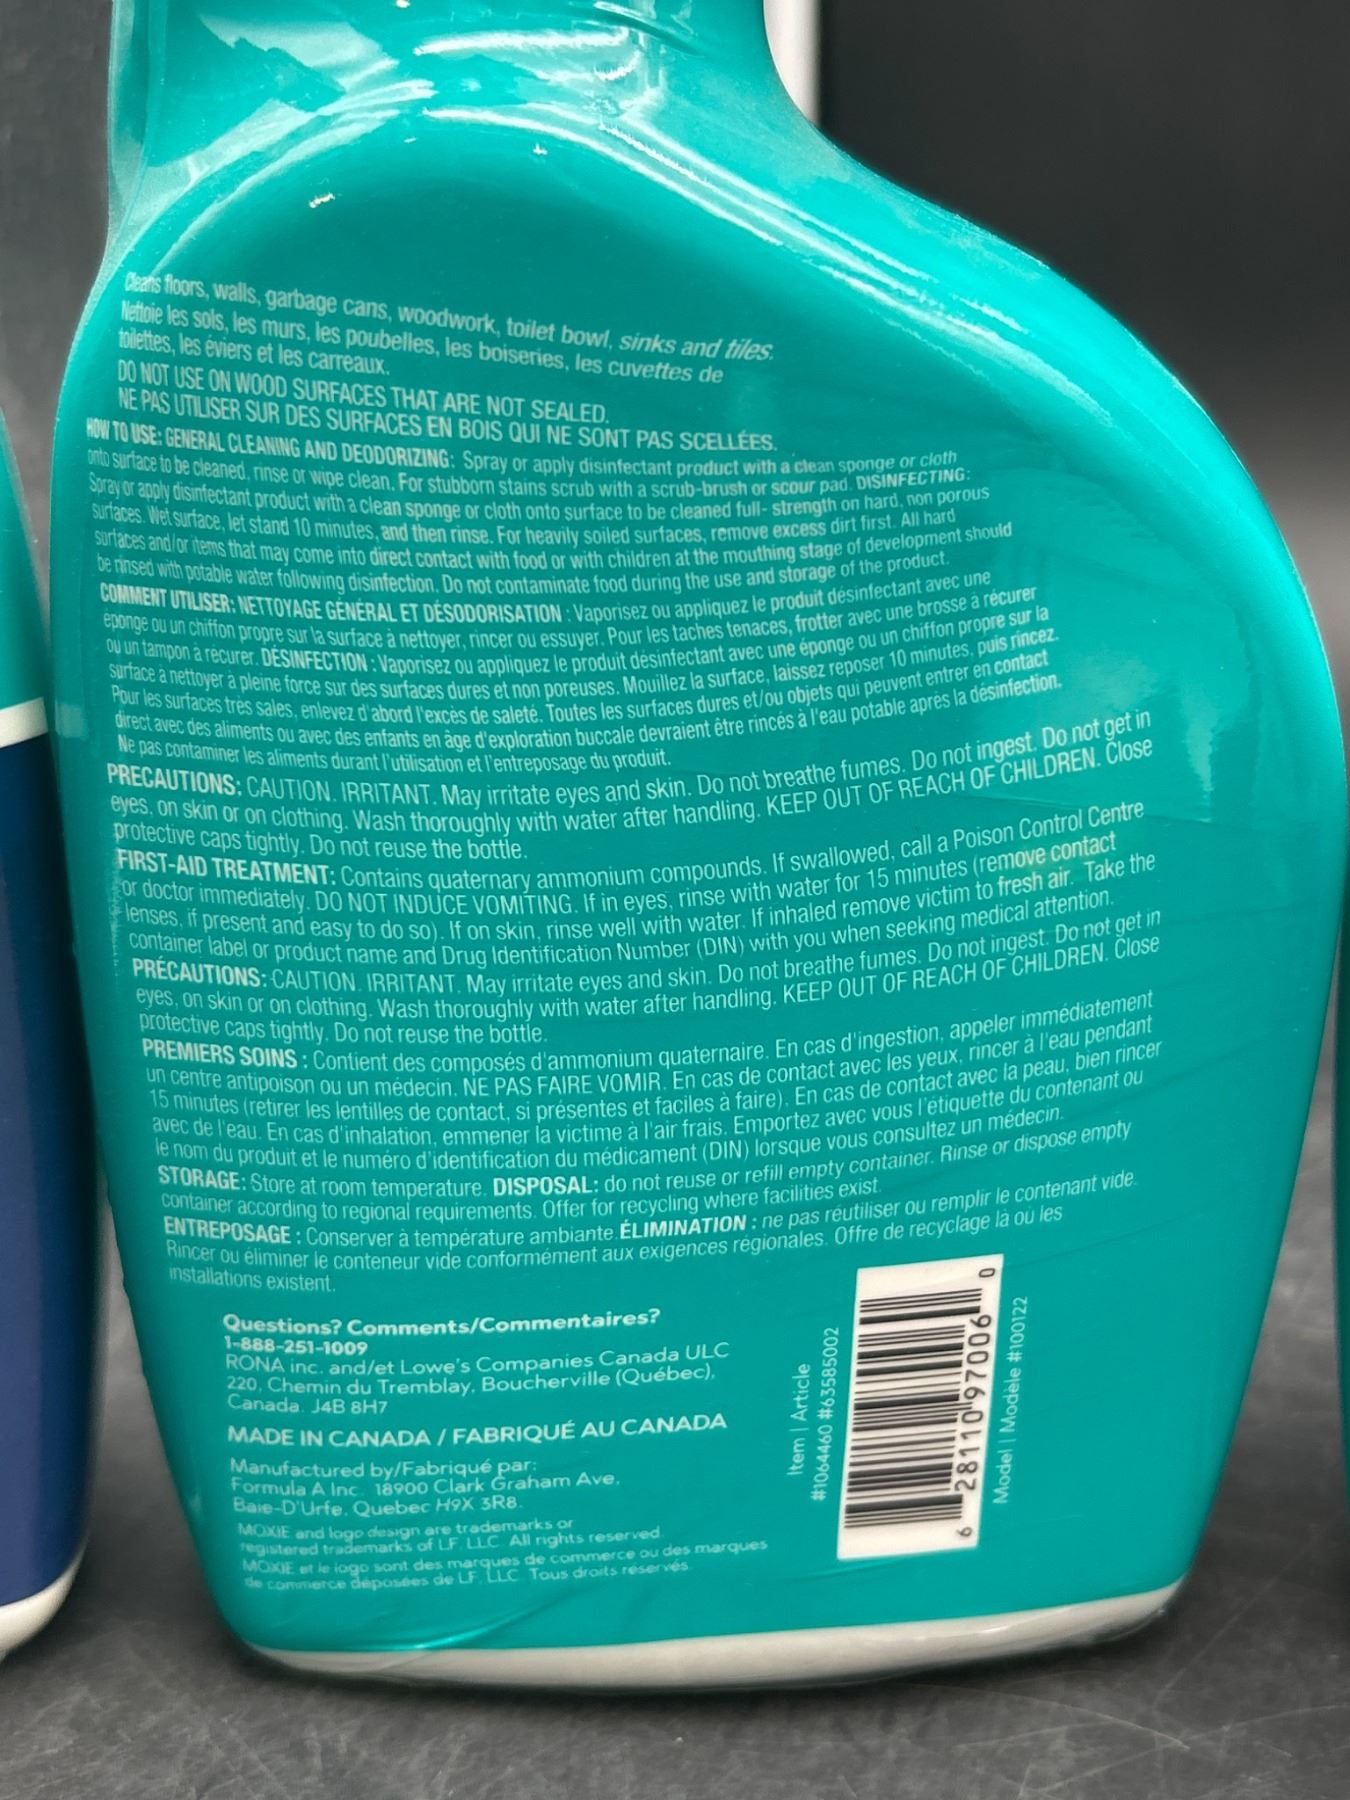 Cleans floors, walls, garbage cans, woodwork, toilet bowl, sinks and tiles.
Nettoie les sols, les murs, les poubelles, les boiseries, les cuvettes de
toilettes, les éviers et les carreaux.
DO NOT USE ON WOOD SURFACES THAT ARE NOT SEALED.
NE PAS UTILISER SUR DES SURFACES EN BOIS QUI NE SONT PAS SCELLÉES.
HOW TO USE: GENERAL CLEANING AND DEODORIZING: Spray or apply disinfectant product with a clean sponge or cloth
onto surface to be cleaned, rinse or wipe clean. For stubborn stains scrub with a scrub-brush or scour pad. DISINFECTING:
Spray or apply disinfectant product with a clean sponge or cloth onto surface to be cleaned full- strength on hard, non porous
surfaces. Wet surface, let stand 10 minutes, and then rinse. For heavily soiled surfaces, remove excess dirt first. All hard
surfaces and/or items that may come into direct contact with food or with children at the mouthing stage of development should
be rinsed with potable water following disinfection. Do not contaminate food during the use and storage of the product.
COMMENT UTILISER: NETTOYAGE GÉNÉRAL ET DÉSODORISATION : Vaporisez ou appliquez le produit désinfectant avec une
éponge ou un chiffon propre sur la surface à nettoyer, rincer ou essuyer. Pour les taches tenaces, frotter avec une brosse à récurer
ou un tampon à récurer. DÉSINFECTION : Vaporisez ou appliquez le produit désinfectant avec une éponge ou un chiffon propre sur la
surface à nettoyer à pleine force sur des surfaces dures et non poreuses. Mouillez la surface, laissez reposer 10 minutes, puis rincez.
Pour les surfaces très sales, enlevez d'abord l'excès de saleté. Toutes les surfaces dures et/ou objets qui peuvent entrer en contact
direct avec des aliments ou avec des enfants en âge d'exploration buccale devraient être rincés à l'eau potable après la désinfection.
Ne pas contaminer les aliments durant l'utilisation et l'entreposage du produit.
PRECAUTIONS: CAUTION. IRRITANT. May irritate eyes and skin. Do not breathe fumes. Do not ingest. Do not get in
eyes, on skin or on clothing. Wash thoroughly with water after handling. KEEP OUT OF REACH OF CHILDREN. Close
protective caps tightly. Do not reuse the bottle.
FIRST-AID TREATMENT: Contains quaternary ammonium compounds. If swallowed, call a Poison Control Centre
or doctor immediately. DO NOT INDUCE VOMITING. If in eyes, rinse with water for 15 minutes (remove contact
lenses, if present and easy to do so). If on skin, rinse well with water. If inhaled remove victim to fresh air. Take the
container label or product name and Drug Identification Number (DIN) with you when seeking medical attention.
PRÉCAUTIONS: CAUTION. IRRITANT. May irritate eyes and skin. Do not breathe fumes. Do not ingest. Do not get in
eyes, on skin or on clothing. Wash thoroughly with water after handling. KEEP OUT OF REACH OF CHILDREN. Close
protective caps tightly. Do not reuse the bottle.
PREMIERS SOINS : Contient des composés d'ammonium quaternaire. En cas d'ingestion, appeler immédiatement
un centre antipoison ou un médecin. NE PAS FAIRE VOMIR. En cas de contact avec les yeux, rincer à l'eau pendant
15 minutes (retirer les lentilles de contact, si présentes et faciles à faire). En cas de contact avec la peau, bien rincer
avec de l'eau. En cas d'inhalation, emmener la victime à l'air frais. Emportez avec vous l'étiquette du contenant ou
le nom du produit et le numéro d'identification du médicament (DIN) lorsque vous consultez un médecin.
STORAGE: Store at room temperature. DISPOSAL: do not reuse or refill empty container. Rinse or dispose empty
container according to regional requirements. Offer for recycling where facilities exist.
ENTREPOSAGE : Conserver à température ambiante. ÉLIMINATION : ne pas réutiliser ou remplir le contenant vide.
Rincer ou éliminer le conteneur vide conformément aux exigences régionales. Offre de recyclage là où les
installations existent.
Questions? Comments/Commentaires?
1-888-251-1009
RONA inc. and/et Lowe's Companies Canada ULC
220, Chemin du Tremblay, Boucherville (Québec),
Canada. J4B 8H7
MADE IN CANADA / FABRIQUÉ AU CANADA
Manufactured by/Fabriqué par:
Formula A Inc. 18900 Clark Graham Ave,
Baie-D'Urfe, Quebec H9X 3R8.
MOXIE and logo design are trademarks or
registered trademarks of LF, LLC. All rights reserved.
MOXIE et le logo sont des marques de commerce ou des marques
de commerce déposées de LF, LLC. Tous droits réservés.
Item | Article
#1064460 #63585002
6 28110 97006 0
Model | Modèle #100122